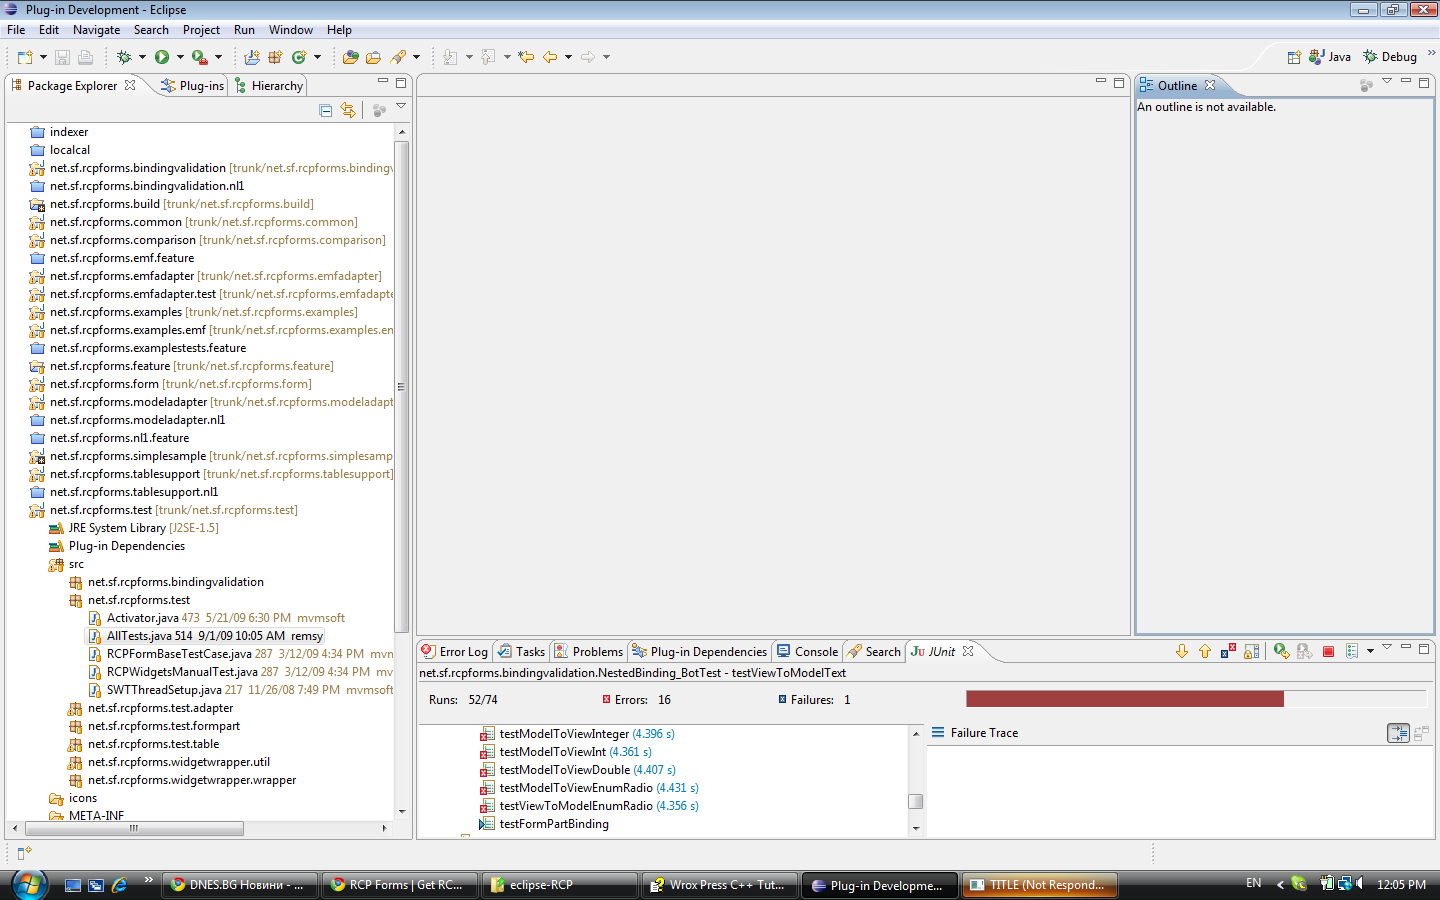 Plug-in Development - Eclipse
File Edit Navigate Search Project Run Window Help
Java Debug
Package Explorer Plug-ins Hierarchy
indexer
localcal
net.sf.rcpforms.bindingvalidation [trunk/net.sf.rcpforms.bindingv
net.sf.rcpforms.bindingvalidation.nl1
net.sf.rcpforms.build [trunk/net.sf.rcpforms.build]
net.sf.rcpforms.common [trunk/net.sf.rcpforms.common]
net.sf.rcpforms.comparison [trunk/net.sf.rcpforms.comparison]
net.sf.rcpforms.emf.feature
net.sf.rcpforms.emfadapter [trunk/net.sf.rcpforms.emfadapter]
net.sf.rcpforms.emfadapter.test [trunk/net.sf.rcpforms.emfadapte
net.sf.rcpforms.examples [trunk/net.sf.rcpforms.examples]
net.sf.rcpforms.examples.emf [trunk/net.sf.rcpforms.examples.en
net.sf.rcpforms.examplestests.feature
net.sf.rcpforms.feature [trunk/net.sf.rcpforms.feature]
net.sf.rcpforms.form [trunk/net.sf.rcpforms.form]
net.sf.rcpforms.modeladapter [trunk/net.sf.rcpforms.modeladapt
net.sf.rcpforms.modeladapter.nl1
net.sf.rcpforms.nl1.feature
net.sf.rcpforms.simplesample [trunk/net.sf.rcpforms.simplesamp
net.sf.rcpforms.tablesupport [trunk/net.sf.rcpforms.tablesupport]
net.sf.rcpforms.tablesupport.nl1
net.sf.rcpforms.test [trunk/net.sf.rcpforms.test]
JRE System Library [J2SE-1.5]
Plug-in Dependencies
src
net.sf.rcpforms.bindingvalidation
net.sf.rcpforms.test
Activator.java 473 5/21/09 6:30 PM mvmsoft
AllTests.java 514 9/1/09 10:05 AM remsy
RCPFormBaseTestCase.java 287 3/12/09 4:34 PM mvn
RCPWidgetsManualTest.java 287 3/12/09 4:34 PM mv
SWTThreadSetup.java 217 11/26/08 7:49 PM mvmsoft
net.sf.rcpforms.test.adapter
net.sf.rcpforms.test.formpart
net.sf.rcpforms.test.table
net.sf.rcpforms.widgetwrapper.util
net.sf.rcpforms.widgetwrapper.wrapper
icons
META-INF
Outline
An outline is not available.
Error Log Tasks Problems Plug-in Dependencies Console Search JUnit
net.sf.rcpforms.bindingvalidation.NestedBinding_BotTest - testViewToModelText
Runs: 52/74 Errors: 16 Failures: 1
testModelToViewInteger (4.396 s)
testModelToViewInt (4.361 s)
testModelToViewDouble (4.407 s)
testModelToViewEnumRadio (4.431 s)
testViewToModelEnumRadio (4.356 s)
testFormPartBinding
Failure Trace
DNES.BG Новини - ... RCP Forms | Get RC... eclipse-RCP Wrox Press C++ Tut... Plug-in Developme... TITLE (Not Respond... EN 12:05 PM